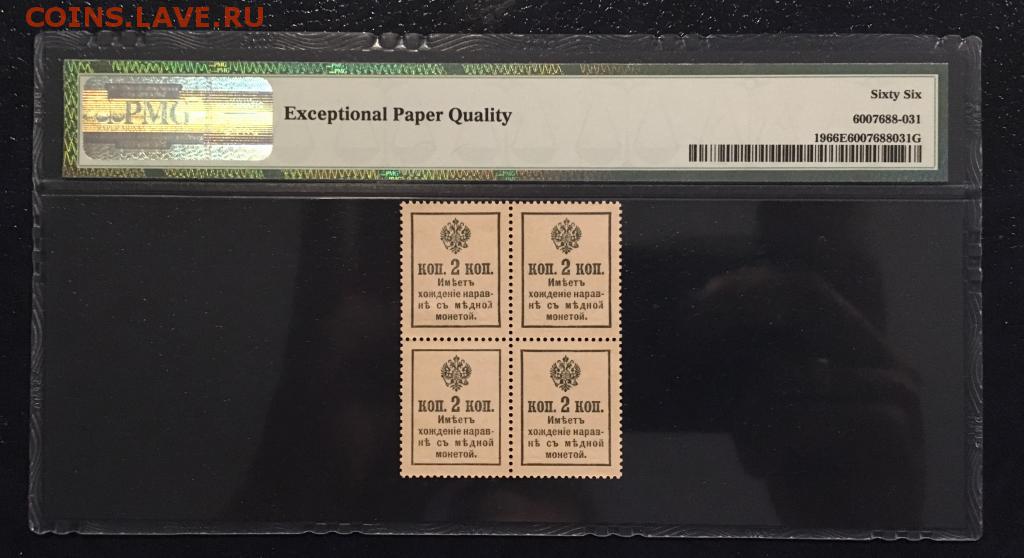 COINS.LAVE.RU
PMG
Exceptional Paper Quality
Sixty Six
6007688-031
1966E6007688031G
КОП. 2 КОП.
Имѣетъ
хожденіе нарав-
нѣ съ мѣдной
монетой.
КОП. 2 КОП.
Имѣетъ
хожденіе нарав-
нѣ съ мѣдной
монетой.
КОП. 2 КОП.
Имѣетъ
хожденіе нарав-
нѣ съ мѣдной
монетой.
КОП. 2 КОП.
Имѣетъ
хожденіе нарав-
нѣ съ мѣдной
монетой.